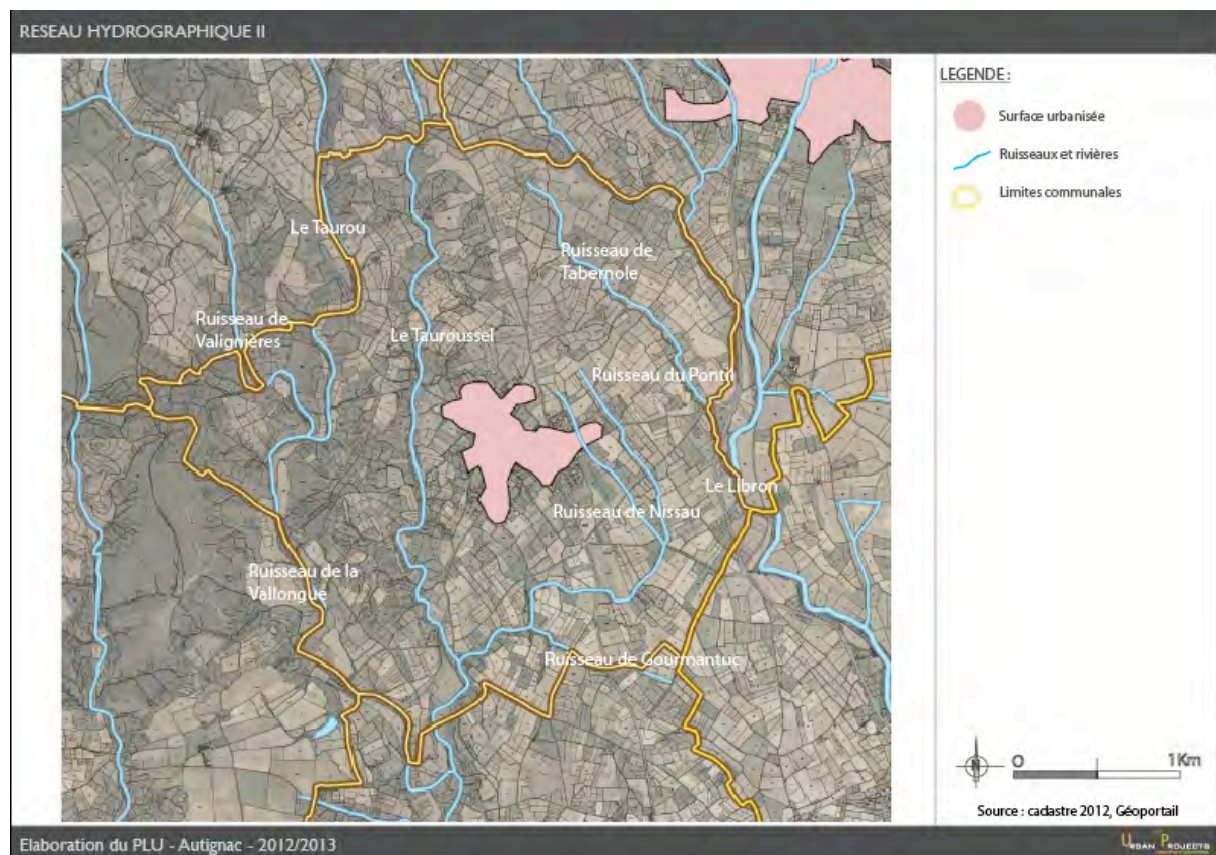 RESEAU HYDROGRAPHIQUE II
LEGENDE :
Surface urbanisée
Ruisseaux et rivières
Limites communales
Le Taurou
Ruisseau de
Tabernole
Ruisseau de
Valignières
Le Tauroussel
Ruisseau du Pontil
Le Libron
Ruisseau de Nissau
Ruisseau de la
Vallongue
Ruisseau de Gourmantuc
N
0
1Km
Source : cadastre 2012, Géoportail
Elaboration du PLU - Autignac - 2012/2013
URBAN PROJECTS